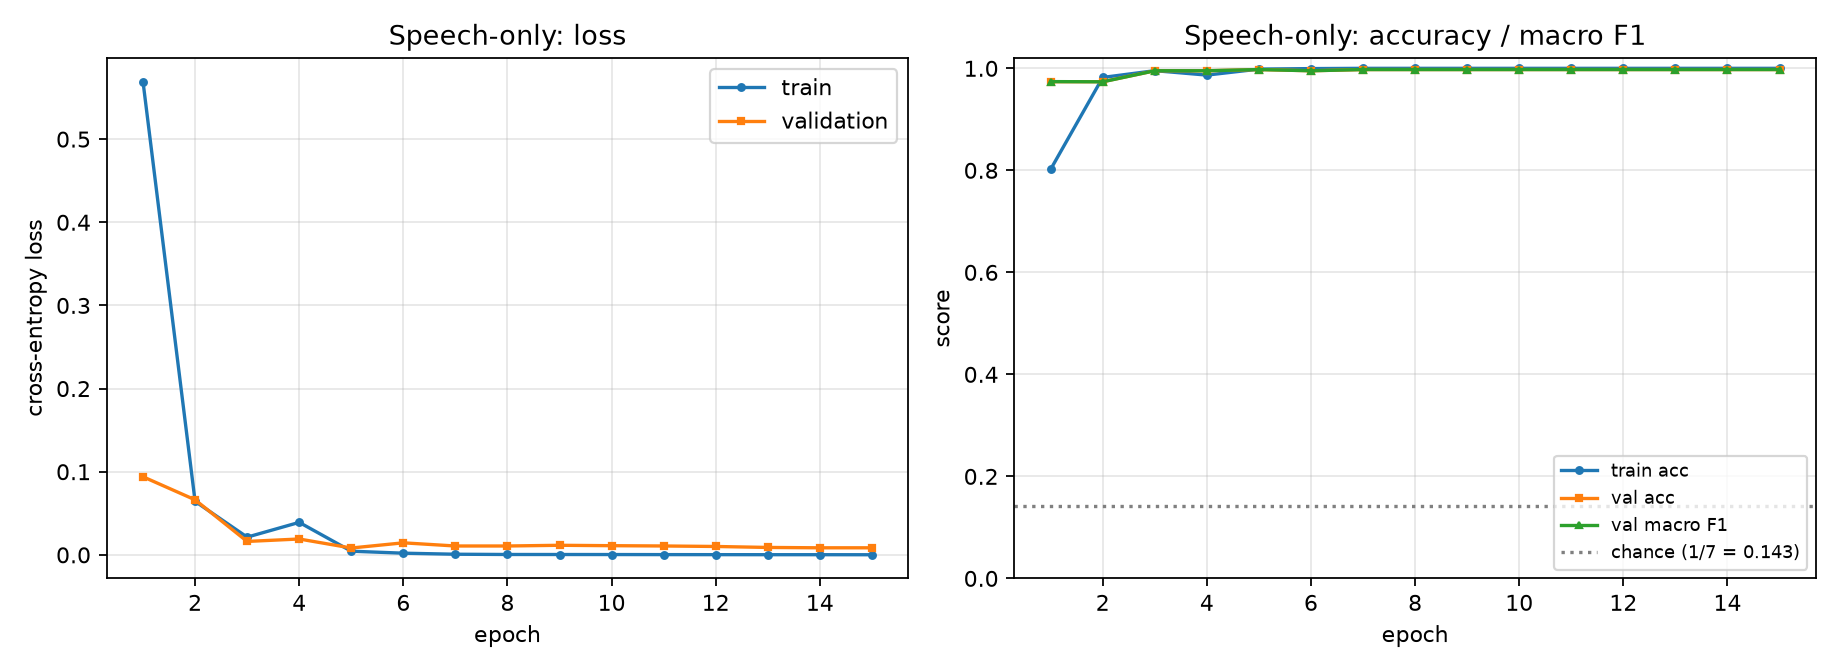 Speech-only: loss
train
validation
0.5
0.4
0.3
0.2
0.1
0.0
cross-entropy loss
2 4 6 8 10 12 14
epoch
Speech-only: accuracy / macro F1
1.0
0.8
0.6
0.4
0.2
0.0
score
train acc
val acc
val macro F1
chance (1/7 = 0.143)
2 4 6 8 10 12 14
epoch